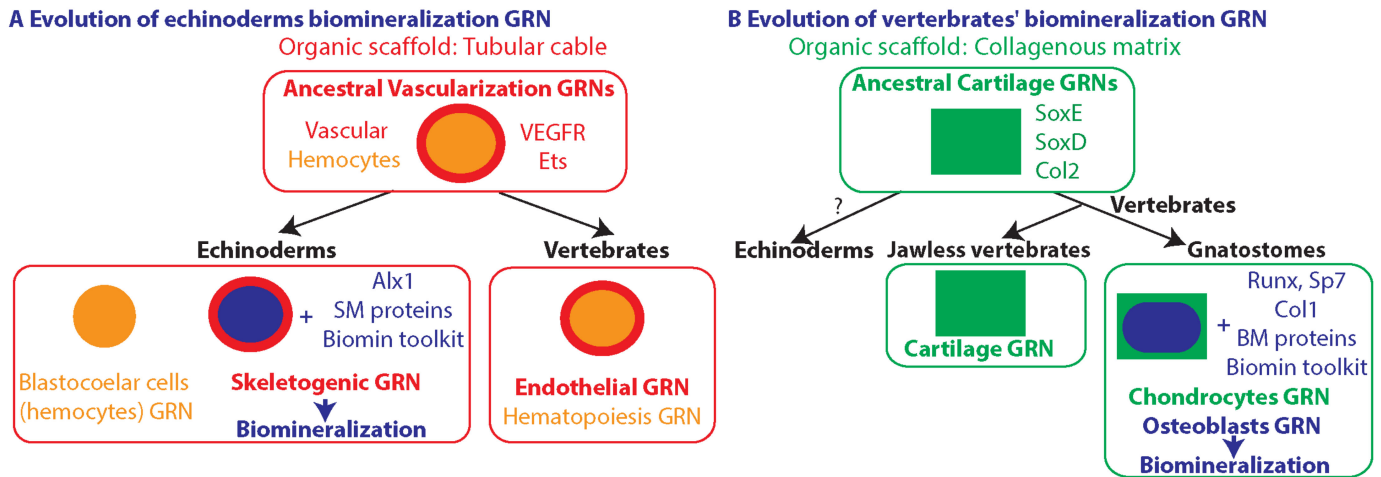 A Evolution of echinoderms biomineralization GRN
Organic scaffold: Tubular cable
Ancestral Vascularization GRNs
Vascular
Hemocytes
VEGFR
Ets
Echinoderms
Vertebrates
Alx1
SM proteins
Biomin toolkit
+
Blastocoelar cells
(hemocytes) GRN
Skeletogenic GRN
Biomineralization
Endothelial GRN
Hematopoiesis GRN
B Evolution of verterbrates' biomineralization GRN
Organic scaffold: Collagenous matrix
Ancestral Cartilage GRNs
SoxE
SoxD
Col2
?
Vertebrates
Echinoderms
Jawless vertebrates
Gnatostomes
Cartilage GRN
Runx, Sp7
Col1
BM proteins
Biomin toolkit
+
Chondrocytes GRN
Osteoblasts GRN
Biomineralization